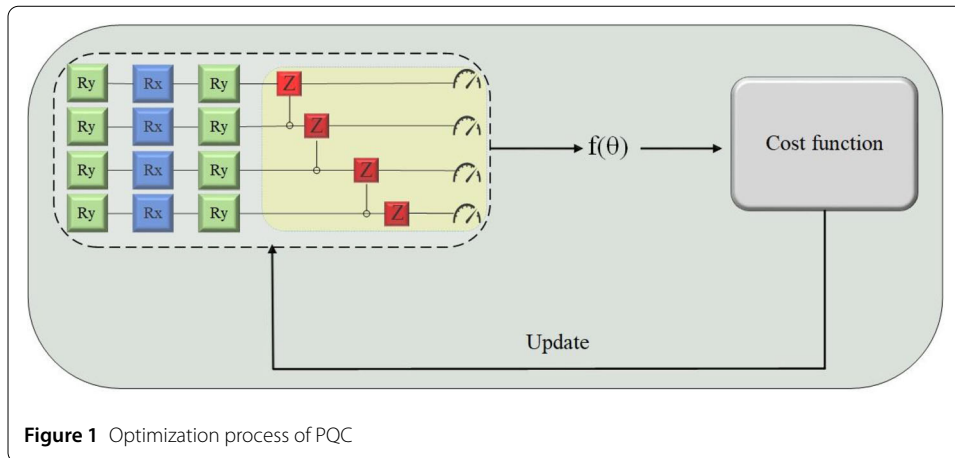 Ry Rx Ry Z
Ry Rx Ry Z
Ry Rx Ry Z
Ry Rx Ry Z
f(θ)
Cost function
Update
Figure 1 Optimization process of PQC